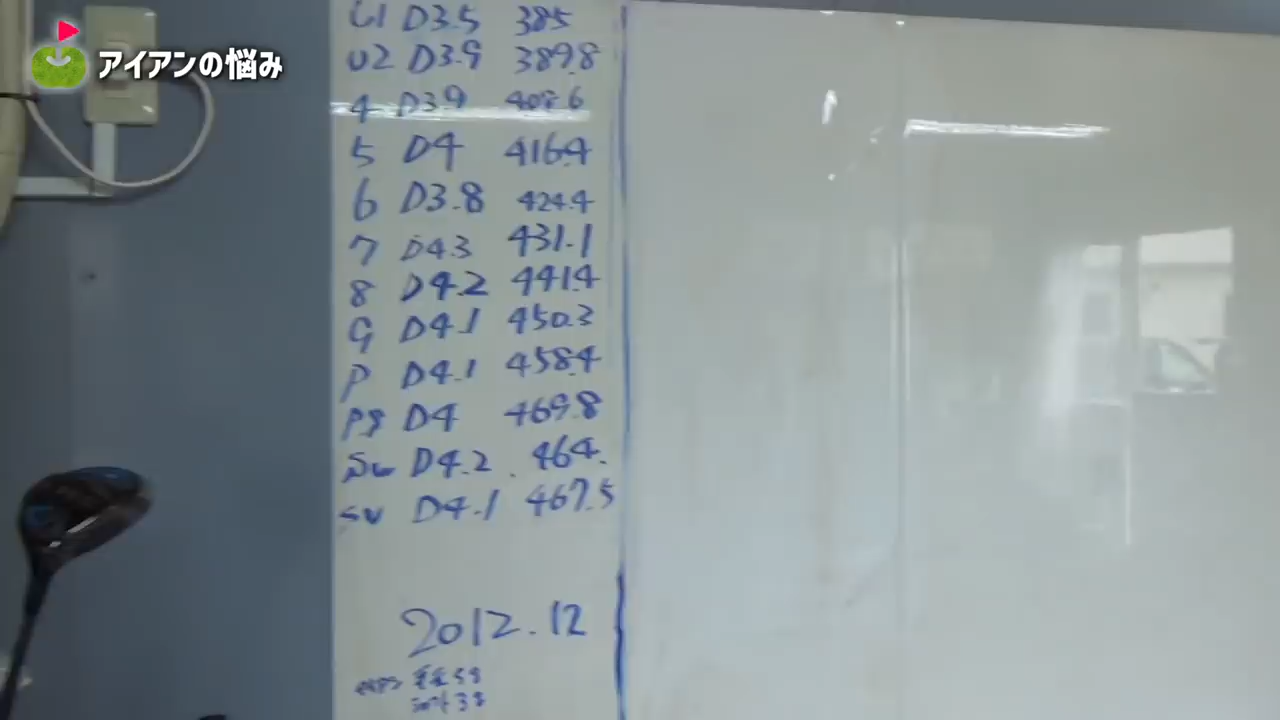 アイアンの悩み
U1 D3.5 385
U2 D3.9 389.8
4 D3.9 408.6
5 D4 416.4
6 D3.8 424.4
7 D4.3 431.1
8 D4.2 441.4
9 D4.1 450.3
P D4.1 458.4
PS D4 469.8
SW D4.2 464.
SW D4.1 467.5
2012.12